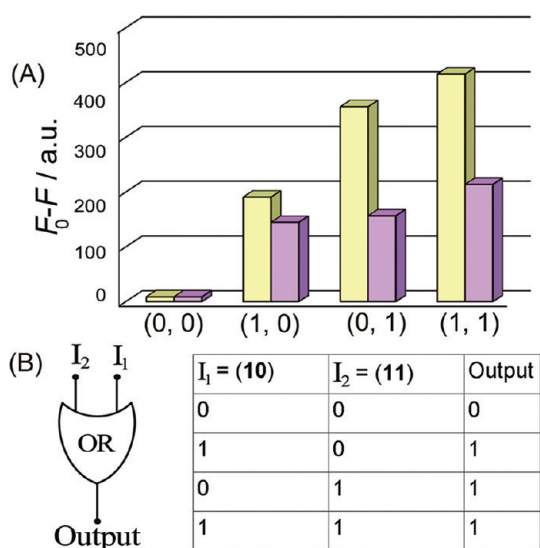 (A)
F₀-F / a.u.
500
400
300
200
100
0
(0, 0) (1, 0) (0, 1) (1, 1)
(B)
I₂ I₁
OR
Output
I₁ = (10) I₂ = (11) Output
0 0 0
1 0 1
0 1 1
1 1 1